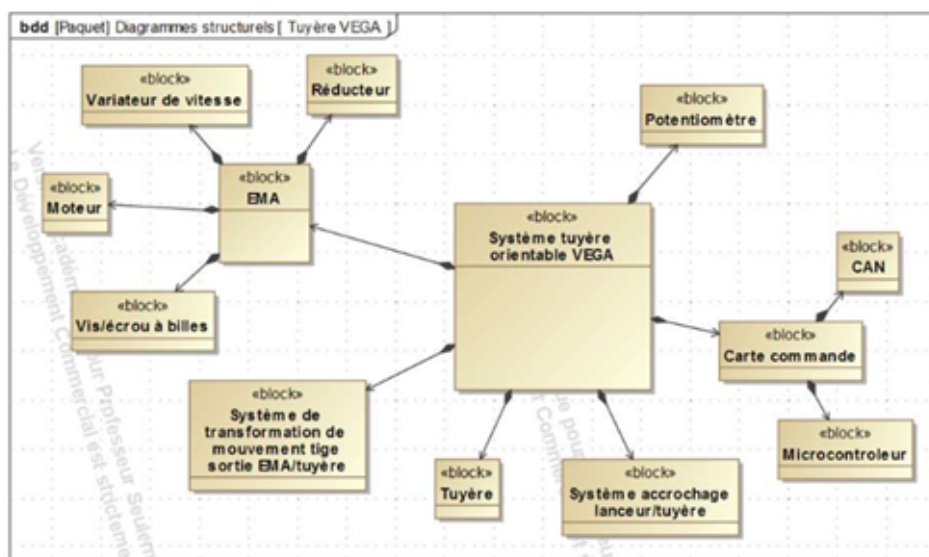 bdd [Paquet] Diagrammes structurels [ Tuyère VEGA ]
«block»
Variateur de vitesse
«block»
Réducteur
«block»
Potentiomètre
«block»
Moteur
«block»
EMA
«block»
Système tuyère
orientable VEGA
«block»
CAN
«block»
Vis/écrou à billes
«block»
Carte commande
«block»
Système de
transformation de
mouvement tige
sortie EMA/tuyère
«block»
Tuyère
«block»
Système accrochage
lanceur/tuyère
«block»
Microcontroleur